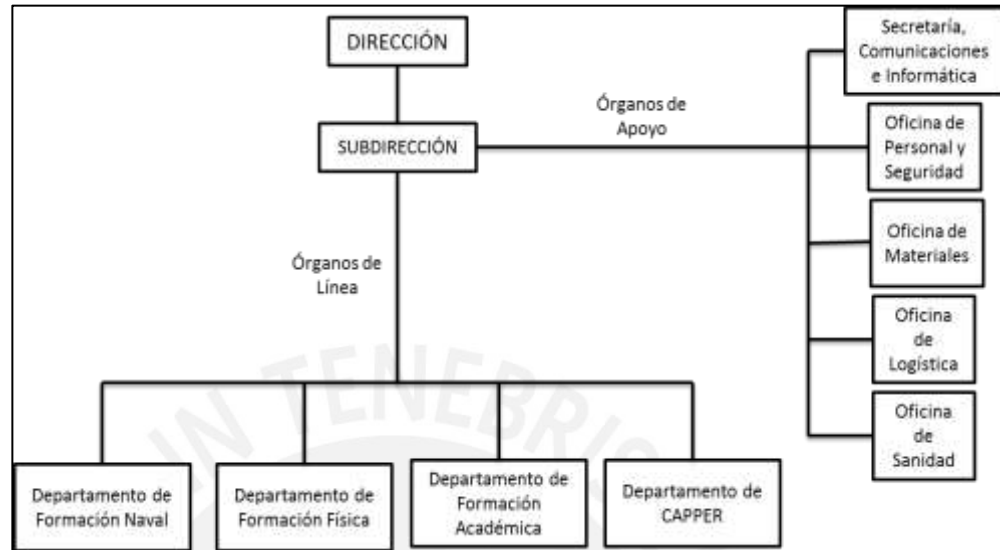 DIRECCIÓN
SUBDIRECCIÓN
Órganos de
Apoyo
Secretaría,
Comunicaciones
e Informática
Oficina de
Personal y
Seguridad
Oficina de
Materiales
Oficina
de
Logística
Oficina
de
Sanidad
Órganos de
Línea
Departamento de
Formación Naval
Departamento de
Formación Física
Departamento de
Formación
Académica
Departamento de
CAPPER
IN TENEBRIS